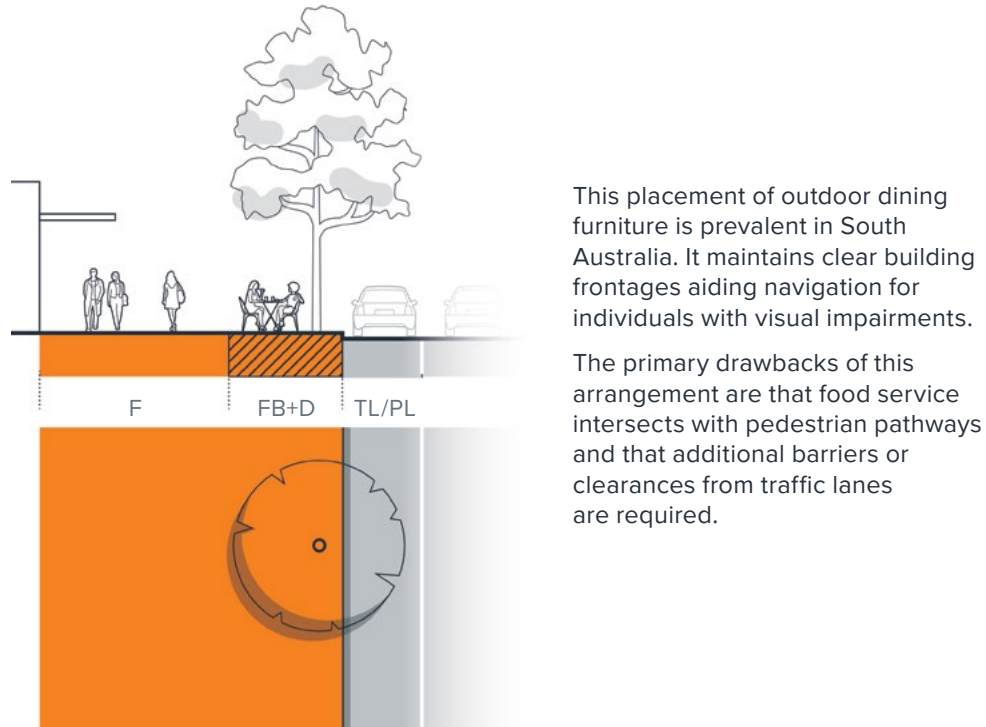 This placement of outdoor dining
furniture is prevalent in South
Australia. It maintains clear building
frontages aiding navigation for
individuals with visual impairments.
The primary drawbacks of this
arrangement are that food service
intersects with pedestrian pathways
and that additional barriers or
clearances from traffic lanes
are required.
F FB+D TL/PL